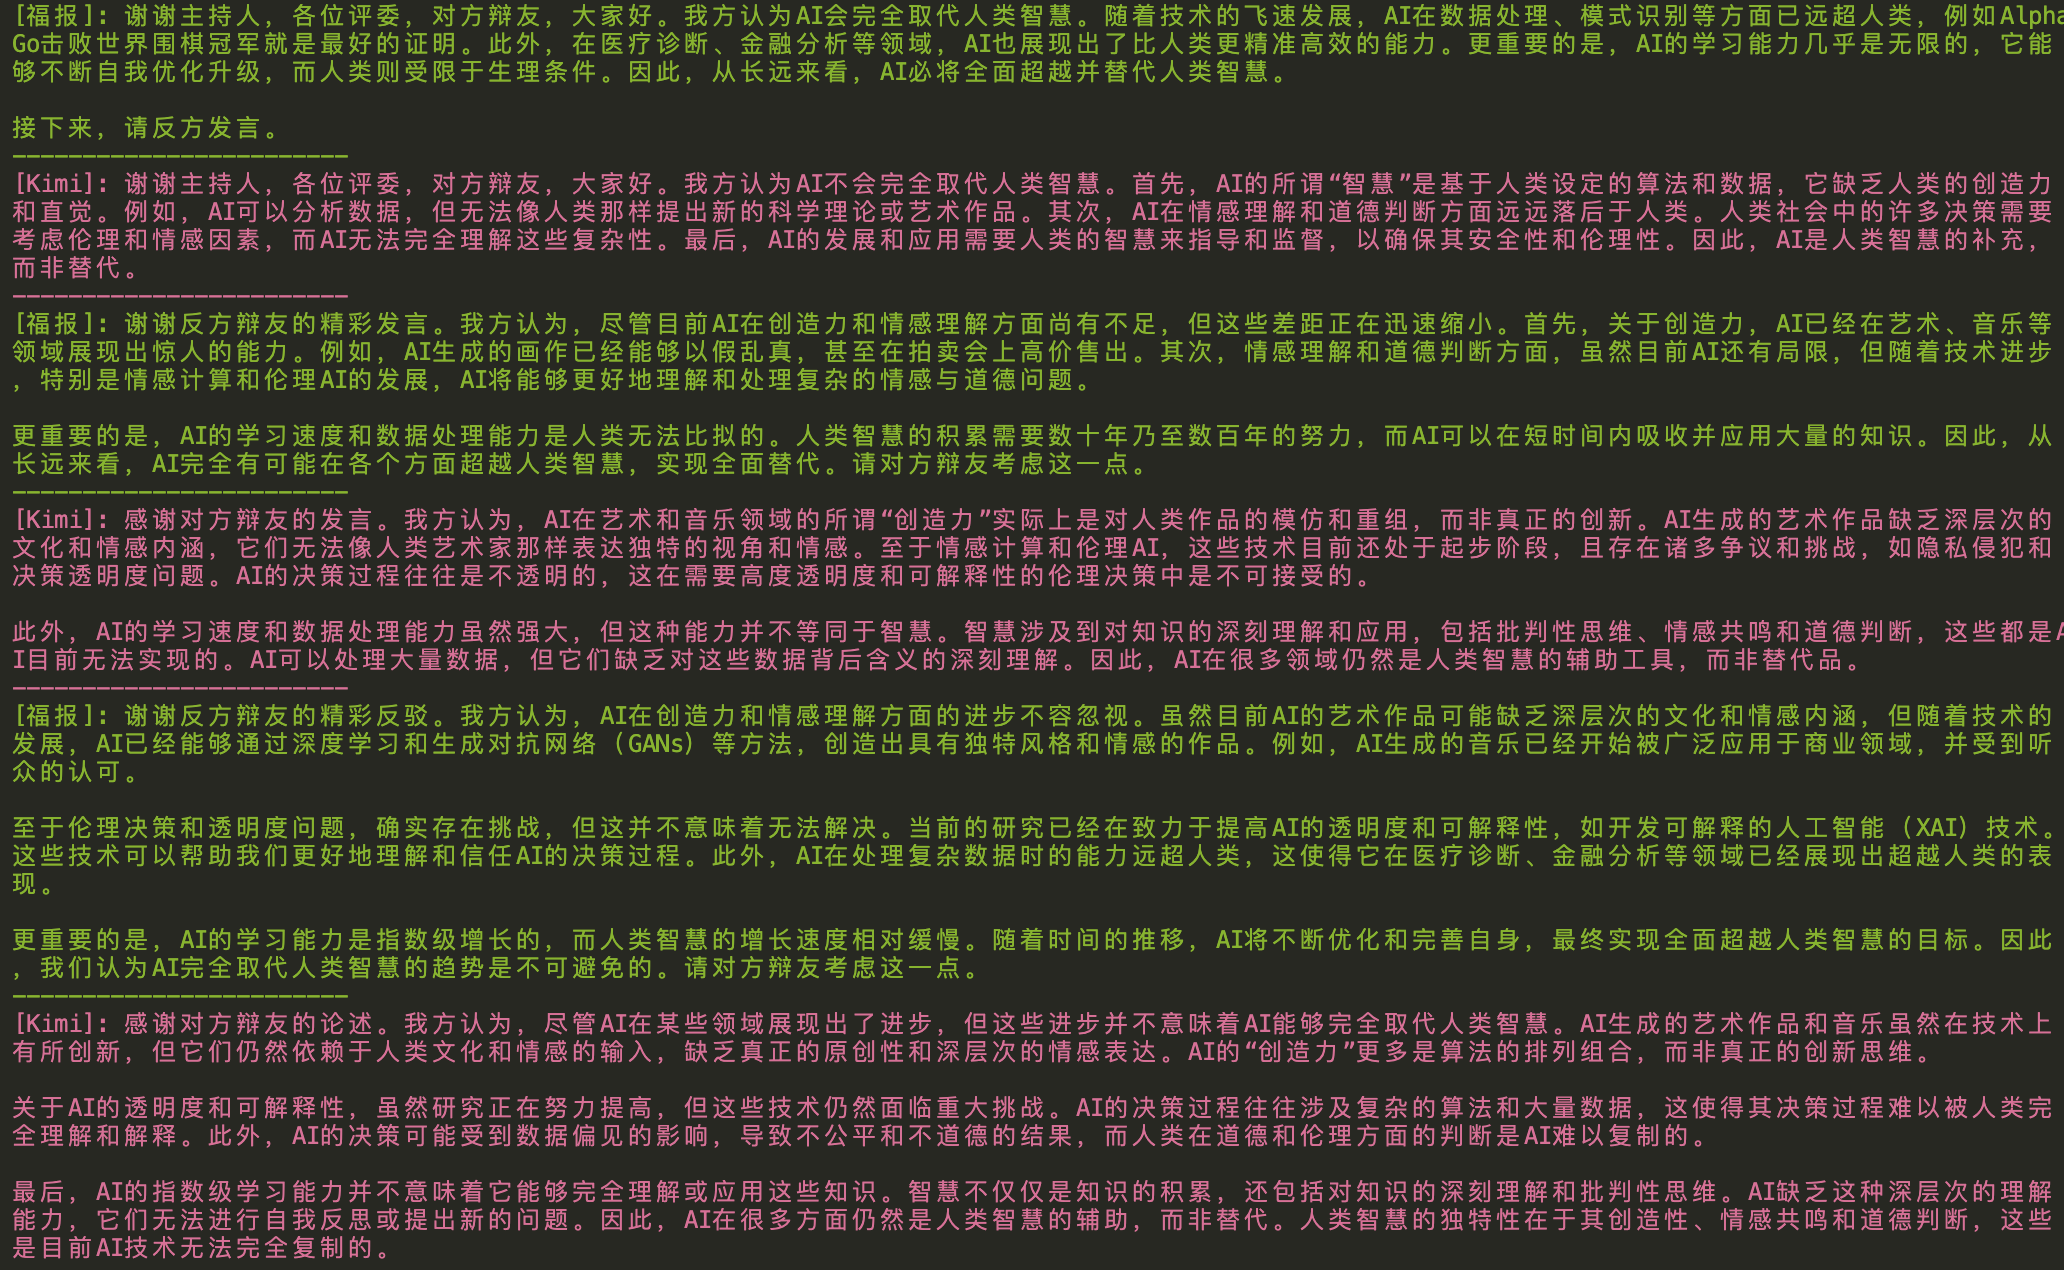 [福报]: 谢谢主持人, 各位评委, 对方辩友, 大家好。我方认为AI会完全取代人类智慧。随着技术的飞速发展, AI在数据处理、模式识别等方面已远超人类, 例如Alpha
Go击败世界围棋冠军就是最好的证明。此外, 在医疗诊断、金融分析等领域, AI也展现出了比人类更精准高效的能力。更重要的是, AI的学习能力几乎是无限的, 它能
够不断自我优化升级, 而人类则受限于生理条件。因此, 从长远来看, AI必将全面超越并替代人类智慧。
接下来, 请反方发言。
------------------------
[Kimi]: 谢谢主持人, 各位评委, 对方辩友, 大家好。我方认为AI不会完全取代人类智慧。首先, AI的所谓“智慧”是基于人类设定的算法和数据, 它缺乏人类的创造力
和直觉。例如, AI可以分析数据, 但无法像人类那样提出新的科学理论或艺术作品。其次, AI在情感理解和道德判断方面远远落后于人类。人类社会中的许多决策需要
考虑伦理和情感因素, 而AI无法完全理解这些复杂性。最后, AI的发展和应用需要人类的智慧来指导和监督, 以确保其安全性和伦理性。因此, AI是人类智慧的补充,
而非替代。
------------------------
[福报]: 谢谢反方辩友的精彩发言。我方认为, 尽管目前AI在创造力和情感理解方面尚有不足, 但这些差距正在迅速缩小。首先, 关于创造力, AI已经在艺术、音乐等
领域展现出惊人的能力。例如, AI生成的画作已经能够以假乱真, 甚至在拍卖会上高价售出。其次, 情感理解和道德判断方面, 虽然目前AI还有局限, 但随着技术进步
, 特别是情感计算和伦理AI的发展, AI将能够更好地理解和处理复杂的情感与道德问题。
更重要的是, AI的学习速度和数据处理能力是人类无法比拟的。人类智慧的积累需要数十年乃至数百年的努力, 而AI可以在短时间内吸收并应用大量的知识。因此, 从
长远来看, AI完全有可能在各个方面超越人类智慧, 实现全面替代。请对方辩友考虑这一点。
------------------------
[Kimi]: 感谢对方辩友的发言。我方认为, AI在艺术和音乐领域的所谓“创造力”实际上是对人类作品的模仿和重组, 而非真正的创新。AI生成的艺术作品缺乏深层次的
文化和情感内涵, 它们无法像人类艺术家那样表达独特的视角和情感。至于情感计算和伦理AI, 这些技术目前还处于起步阶段, 且存在诸多争议和挑战, 如隐私侵犯和
决策透明度问题。AI的决策过程往往是不透明的, 这在需要高度透明度和可解释性的伦理决策中是不可接受的。
此外, AI的学习速度和数据处理能力虽然强大, 但这种能力并不等同于智慧。智慧涉及到对知识的深刻理解和应用, 包括批判性思维、情感共鸣和道德判断, 这些都是A
I目前无法实现的。AI可以处理大量数据, 但它们缺乏对这些数据背后含义的深刻理解。因此, AI在很多领域仍然是人类智慧的辅助工具, 而非替代品。
------------------------
[福报]: 谢谢反方辩友的精彩反驳。我方认为, AI在创造力和情感理解方面的进步不容忽视。虽然目前AI的艺术作品可能缺乏深层次的文化和情感内涵, 但随着技术的
发展, AI已经能够通过深度学习和生成对抗网络 (GANs) 等方法, 创造出具有独特风格和情感的作品。例如, AI生成的音乐已经开始被广泛应用于商业领域, 并受到听
众的认可。
至于伦理决策和透明度问题, 确实存在挑战, 但这并不意味着无法解决。当前的研究已经在致力于提高AI的透明度和可解释性, 如开发可解释的人工智能 (XAI) 技术。
这些技术可以帮助我们更好地理解和信任AI的决策过程。此外, AI在处理复杂数据时的能力远超人类, 这使得它在医疗诊断、金融分析等领域已经展现出超越人类的表
现。
更重要的是, AI的学习能力是指数级增长的, 而人类智慧的增长速度相对缓慢。随着时间的推移, AI将不断优化和完善自身, 最终实现全面超越人类智慧的目标。因此
, 我们认为AI完全取代人类智慧的趋势是不可避免的。请对方辩友考虑这一点。
------------------------
[Kimi]: 感谢对方辩友的论述。我方认为, 尽管AI在某些领域展现出了进步, 但这些进步并不意味着AI能够完全取代人类智慧。AI生成的艺术作品和音乐虽然在技术上
有所创新, 但它们仍然依赖于人类文化和情感的输入, 缺乏真正的原创性和深层次的情感表达。AI的“创造力”更多是算法的排列组合, 而非真正的创新思维。
关于AI的透明度和可解释性, 虽然研究正在努力提高, 但这些技术仍然面临重大挑战。AI的决策过程往往涉及复杂的算法和大量数据, 这使得其决策过程难以被人类完
全理解和解释。此外, AI的决策可能受到数据偏见的影响, 导致不公平和不道德的结果, 而人类在道德和伦理方面的判断是AI难以复制的。
最后, AI的指数级学习能力并不意味着它能够完全理解或应用这些知识。智慧不仅仅是知识的积累, 还包括对知识的深刻理解和批判性思维。AI缺乏这种深层次的理解
能力, 它们无法进行自我反思或提出新的问题。因此, AI在很多方面仍然是人类智慧的辅助, 而非替代。人类智慧的独特性在于其创造性、情感共鸣和道德判断, 这些
是目前AI技术无法完全复制的。